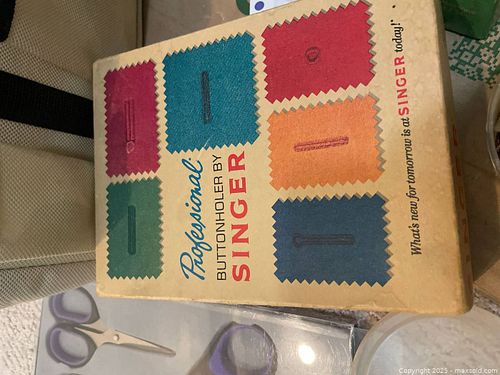 Professional
BUTTONHOLER BY
SINGER
What's new for tomorrow is at SINGER today!
Copyright 2025 - maxsold.com